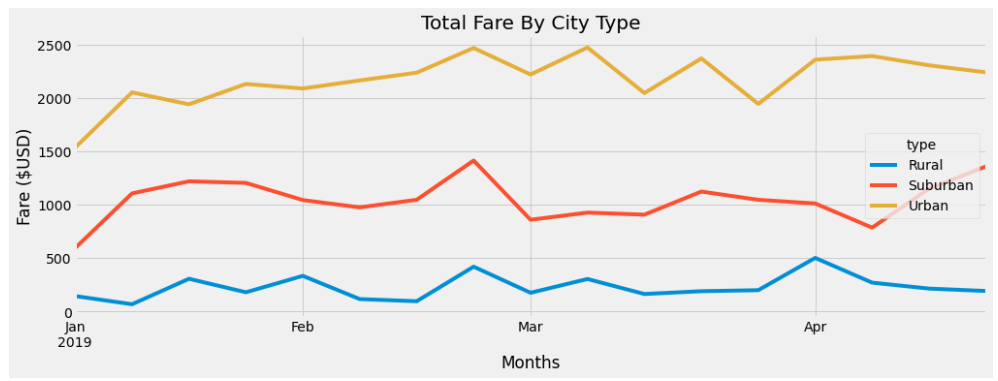 Total Fare By City Type
2500
2000
1500
1000
500
0
Fare ($USD)
type
Rural
Suburban
Urban
Jan
2019
Feb
Mar
Apr
Months